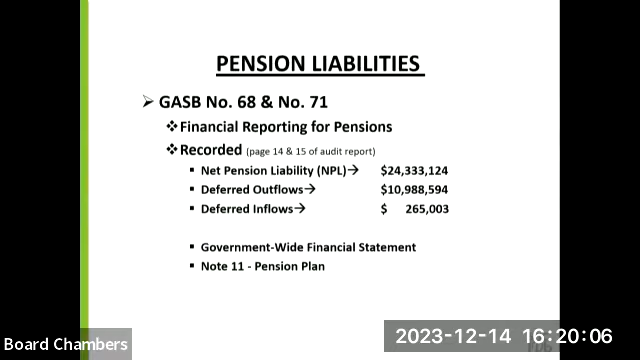 PENSION LIABILITIES
➢ GASB No. 68 & No. 71
❖Financial Reporting for Pensions
❖Recorded (page 14 & 15 of audit report)
▪ Net Pension Liability (NPL)→ $24,333,124
▪ Deferred Outflows→ $10,988,594
▪ Deferred Inflows→ $ 265,003
▪ Government-Wide Financial Statement
▪ Note 11 - Pension Plan
Board Chambers
2023-12-14 16:20:06